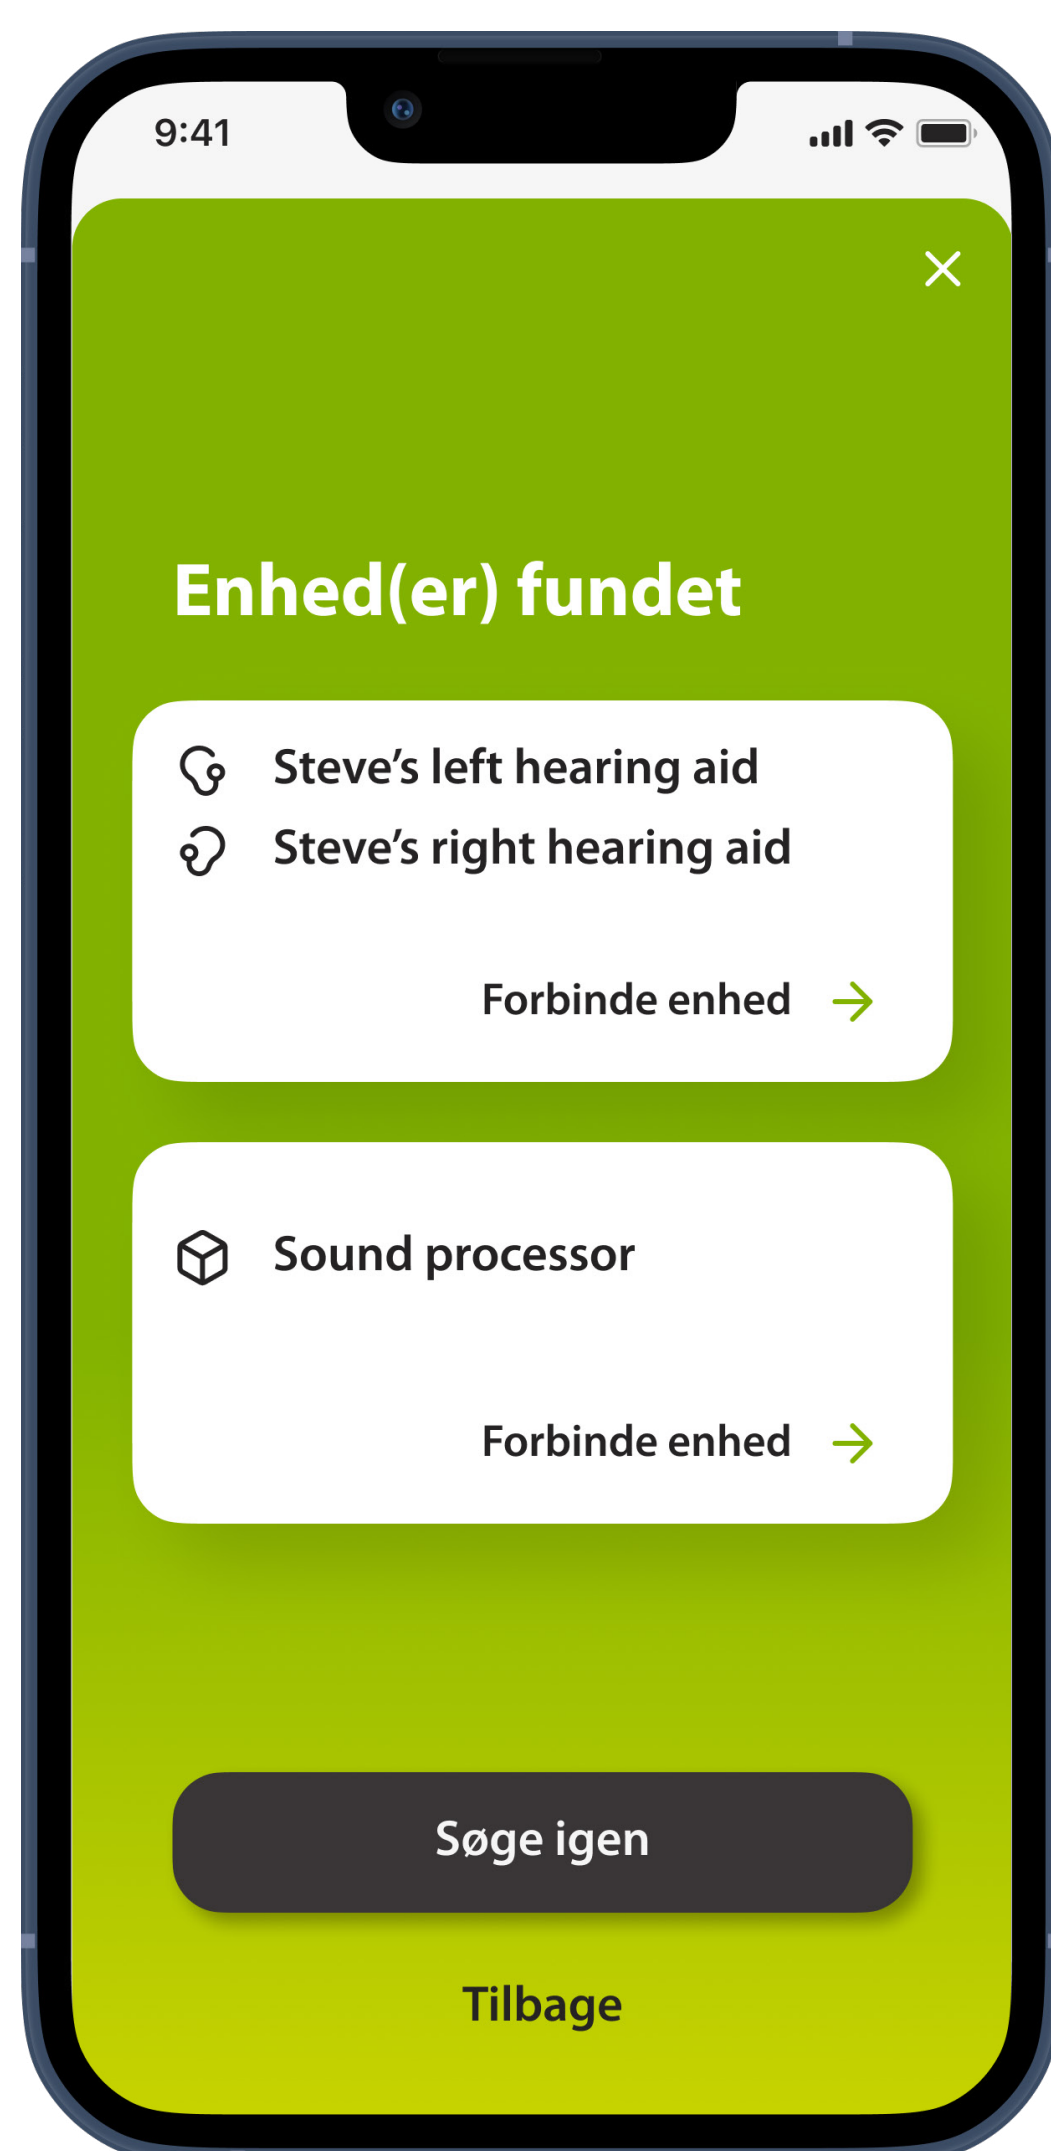 9:41
Enhed(er) fundet
Steve’s left hearing aid
Steve’s right hearing aid
Forbinde enhed
Sound processor
Forbinde enhed
Søge igen
Tilbage